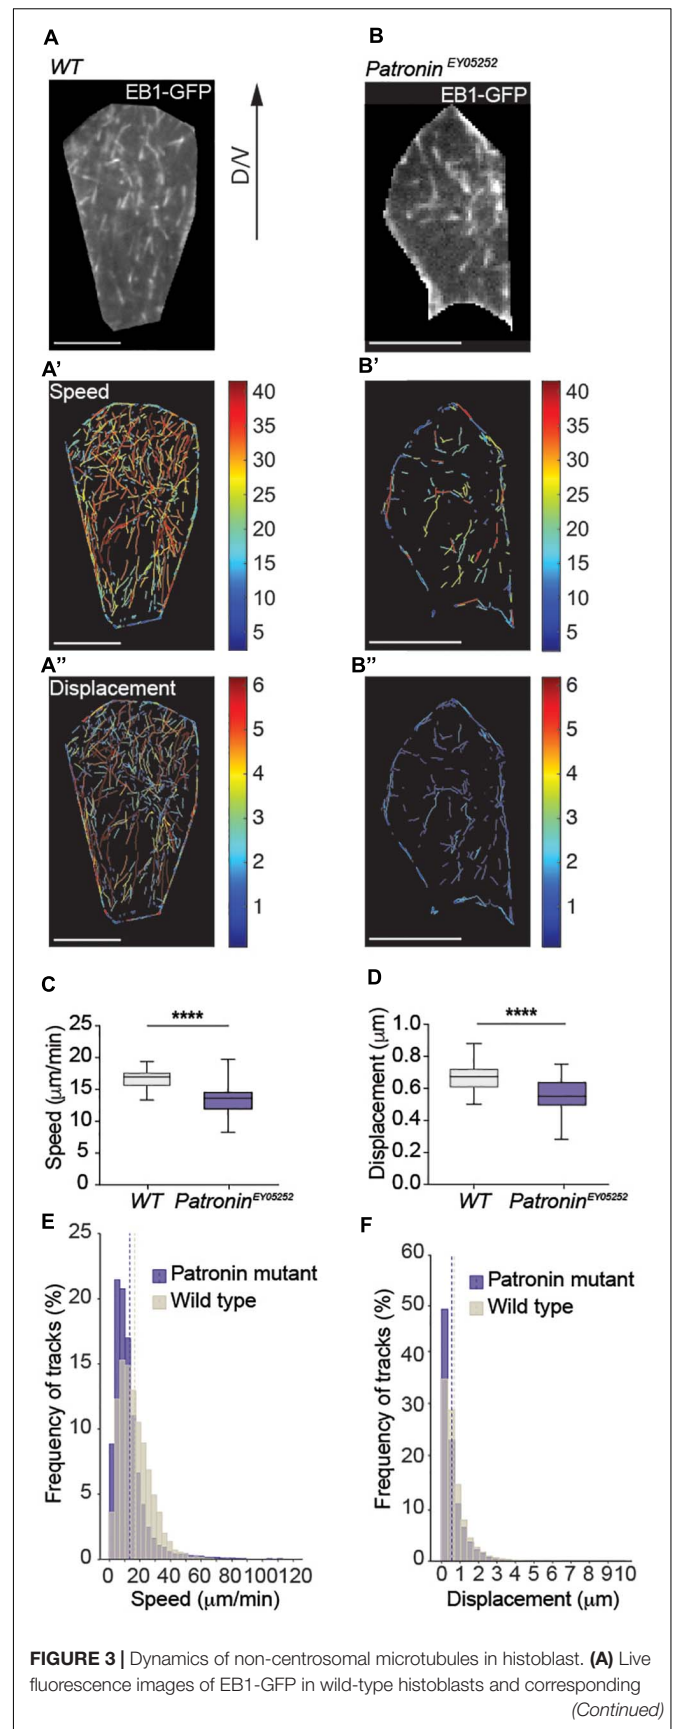 A
B
WT
Patronin EY05252
EB1-GFP
EB1-GFP
D/V
A'
B'
Speed
40
35
30
25
20
15
10
5
40
35
30
25
20
15
10
5
A"
B"
Displacement
6
5
4
3
2
1
6
5
4
3
2
1
C
D
****
****
Speed (μm/min)
25
20
15
10
5
0
WT PatroninEY05252
Displacement (μm)
1.0
0.8
0.6
0.4
0.2
0.0
WT PatroninEY05252
E
F
Frequency of tracks (%)
25
20
15
10
5
0
Patronin mutant
Wild type
0 20 40 60 80 100 120
Speed (μm/min)
Frequency of tracks (%)
60
50
40
30
20
10
0
Patronin mutant
Wild type
0 1 2 3 4 5 6 7 8 9 10
Displacement (μm)
FIGURE 3 | Dynamics of non-centrosomal microtubules in histoblast. (A) Live
fluorescence images of EB1-GFP in wild-type histoblasts and corresponding
(Continued)